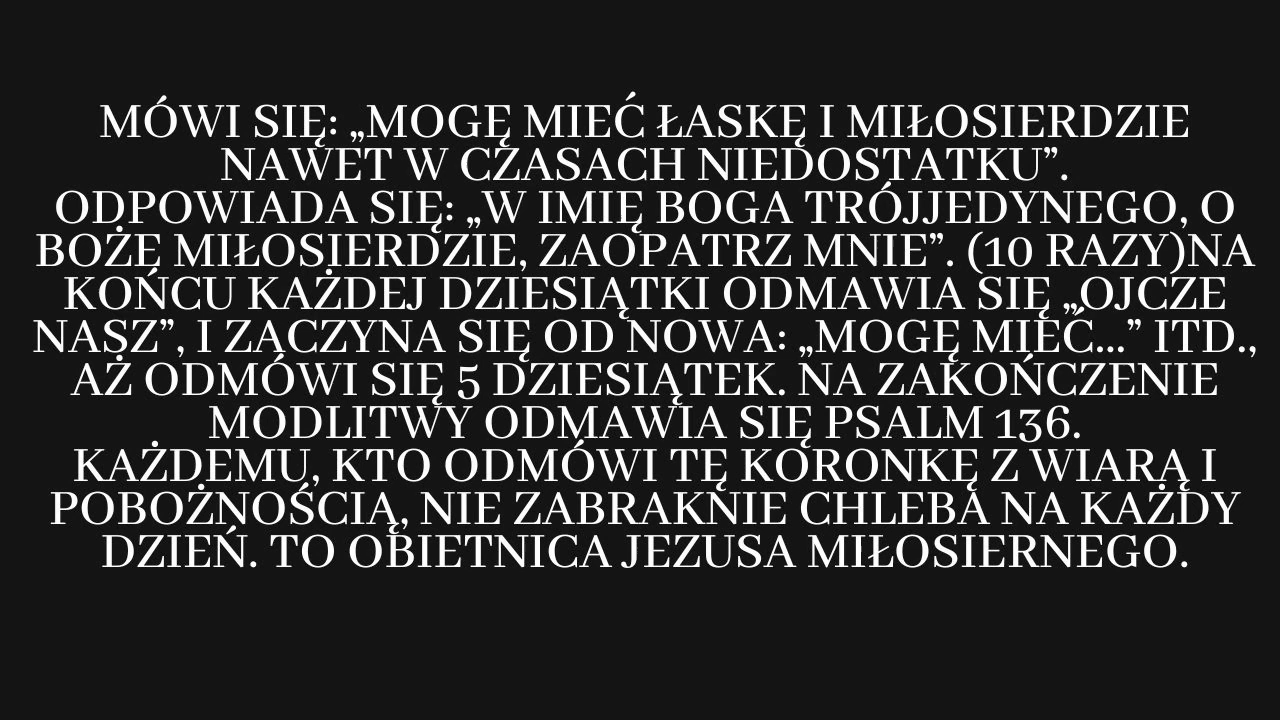 MÓWI SIĘ: „MOGĘ MIEĆ ŁASKĘ I MIŁOSIERDZIE
NAWET W CZASACH NIEDOSTATKU”.
ODPOWIADA SIĘ: „W IMIĘ BOGA TRÓJJEDYNEGO, O
BOŻE MIŁOSIERDZIE, ZAOPATRZ MNIE”. (10 RAZY)NA
KOŃCU KAŻDEJ DZIESIĄTKI ODMAWIA SIĘ „OJCZE
NASZ”, I ZACZYNA SIĘ OD NOWA: „MOGĘ MIEĆ...” ITD.,
AŻ ODMÓWI SIĘ 5 DZIESIĄTEK. NA ZAKOŃCZENIE
MODLITWY ODMAWIA SIĘ PSALM 136.
KAŻDEMU, KTO ODMÓWI TĘ KORONKĘ Z WIARĄ I
POBOŻNOŚCIĄ, NIE ZABRAKNIE CHLEBA NA KAŻDY
DZIEŃ. TO OBIETNICA JEZUSA MIŁOSIERNEGO.